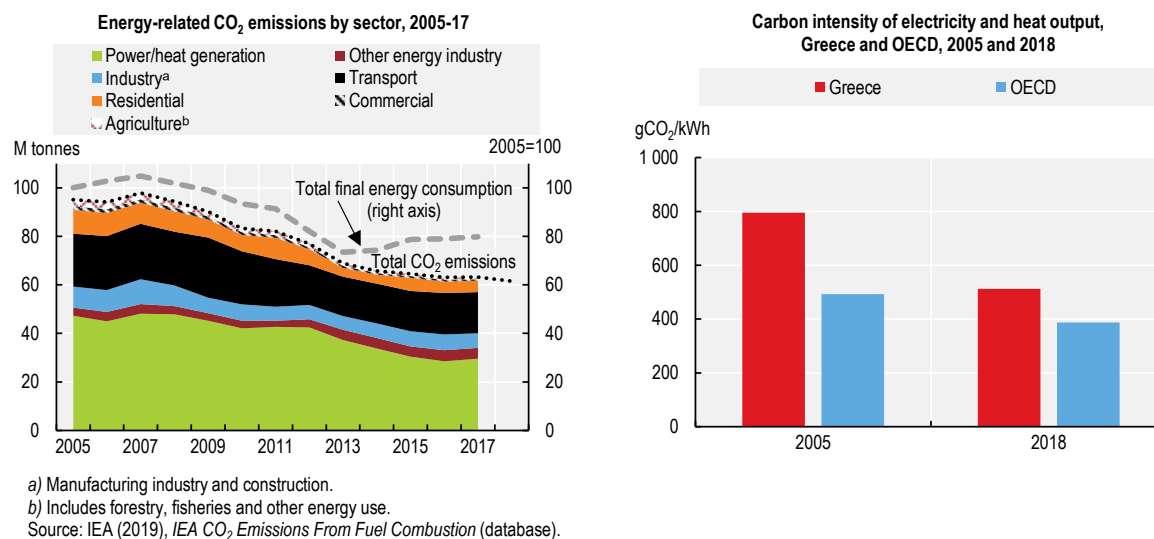 Energy-related CO₂ emissions by sector, 2005-17
Power/heat generation
Other energy industry
Industryᵃ
Transport
Residential
Commercial
Agricultureᵇ
M tonnes
2005=100
100
80
60
40
20
0
Total final energy consumption
(right axis)
Total CO₂ emissions
100
80
60
40
20
0
2005 2007 2009 2011 2013 2015 2017
a) Manufacturing industry and construction.
b) Includes forestry, fisheries and other energy use.
Source: IEA (2019), IEA CO₂ Emissions From Fuel Combustion (database).
Carbon intensity of electricity and heat output,
Greece and OECD, 2005 and 2018
Greece
OECD
gCO₂/kWh
1 000
800
600
400
200
0
2005 2018